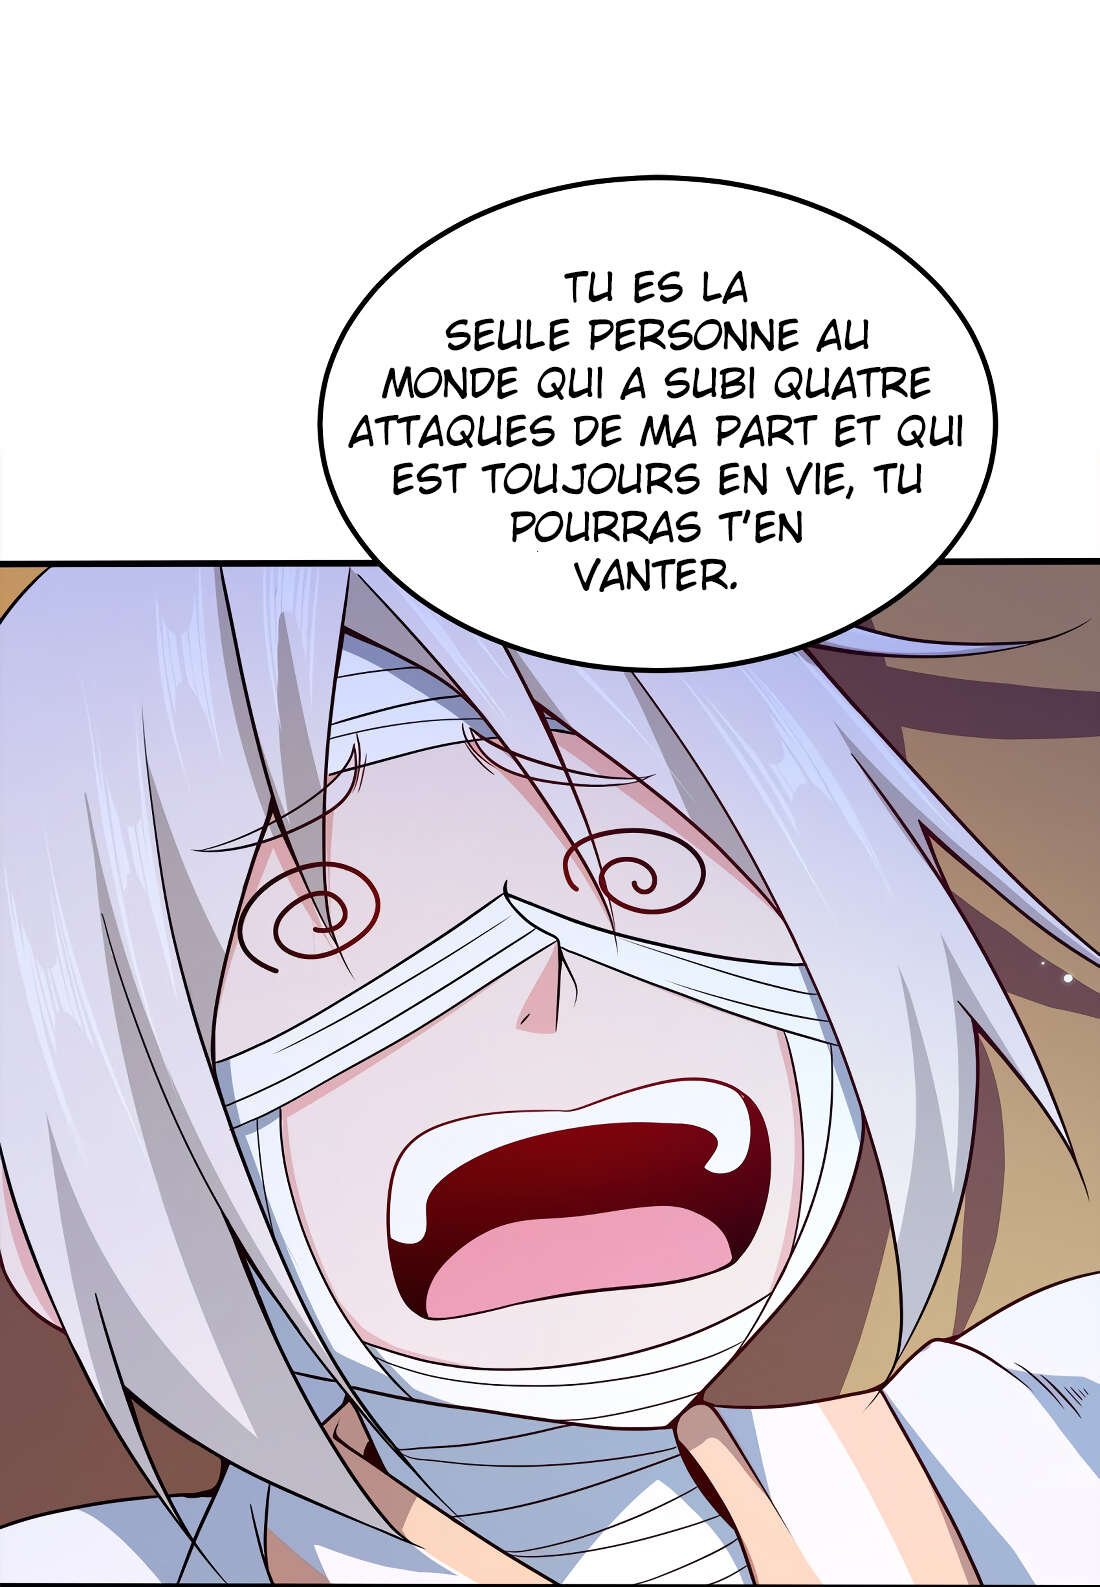 TU ES LA
SEULE PERSONNE AU
MONDE QUI A SUBI QUATRE
ATTAQUES DE MA PART ET QUI
EST TOUJOURS EN VIE, TU
POURRAS T'EN
VANTER.